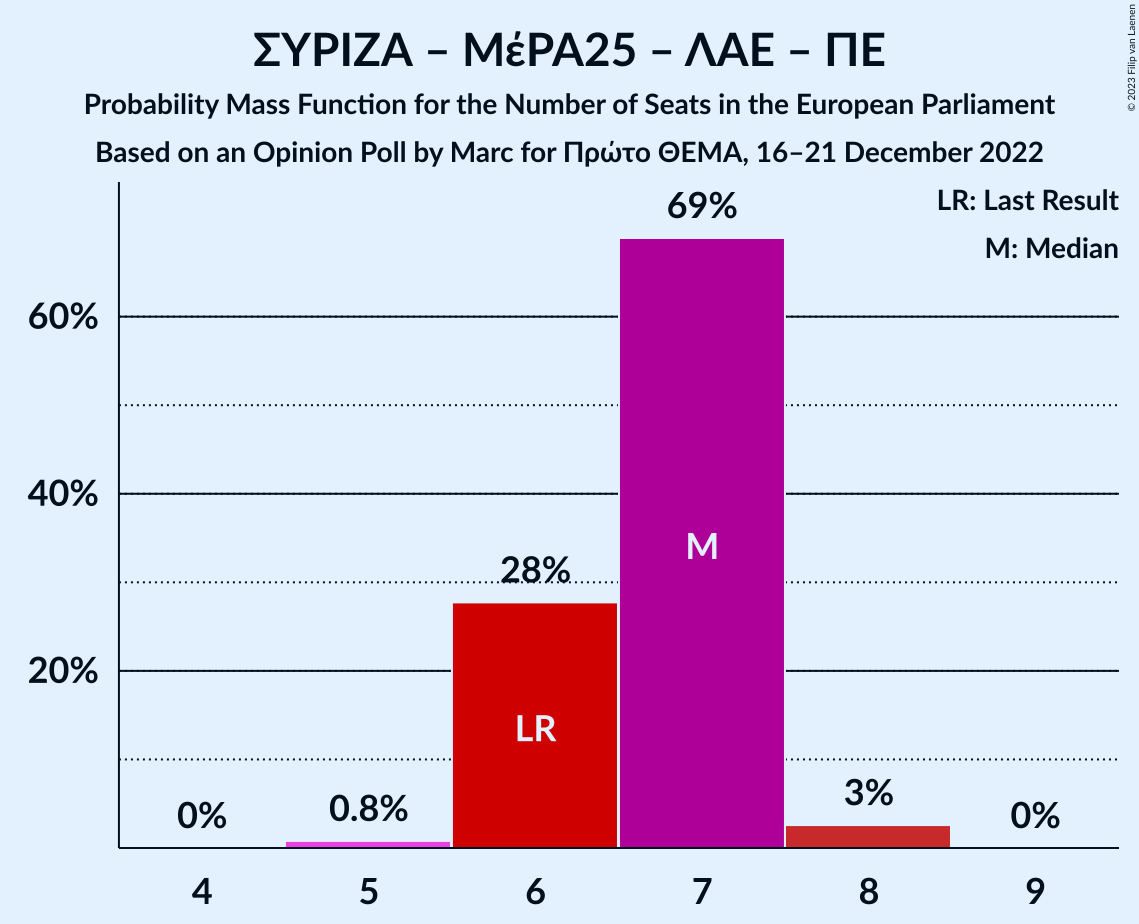 ΣΥΡΙΖΑ – ΜέΡΑ25 – ΛΑΕ – ΠΕ
Probability Mass Function for the Number of Seats in the European Parliament
Based on an Opinion Poll by Marc for Πρώτο ΘΕΜΑ, 16–21 December 2022
© 2023 Filip van Laenen
LR: Last Result
M: Median
69%
60%
40%
M
28%
20%
LR
0%
0.8%
3%
0%
4 5 6 7 8 9